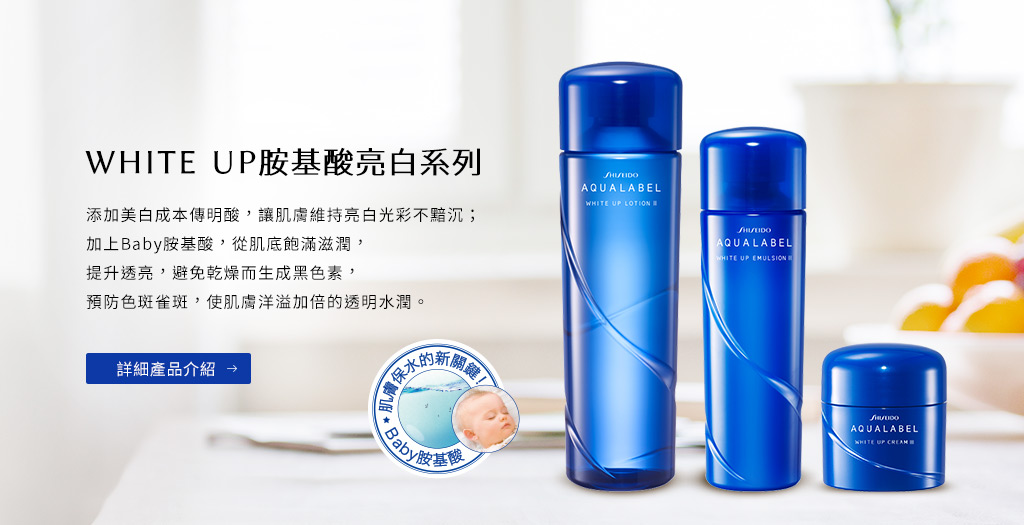 WHITE UP胺基酸亮白系列
添加美白成本傳明酸，讓肌膚維持亮白光彩不黯沉；
加上Baby胺基酸，從肌底飽滿滋潤，
提升透亮，避免乾燥而生成黑色素，
預防色斑雀斑，使肌膚洋溢加倍的透明水潤。
詳細產品介紹 →
肌膚保水的新關鍵！
★ Baby胺基酸
SHISEIDO
AQUALABEL
WHITE UP LOTION II
SHISEIDO
AQUALABEL
WHITE UP EMULSION II
SHISEIDO
AQUALABEL
WHITE UP CREAM II